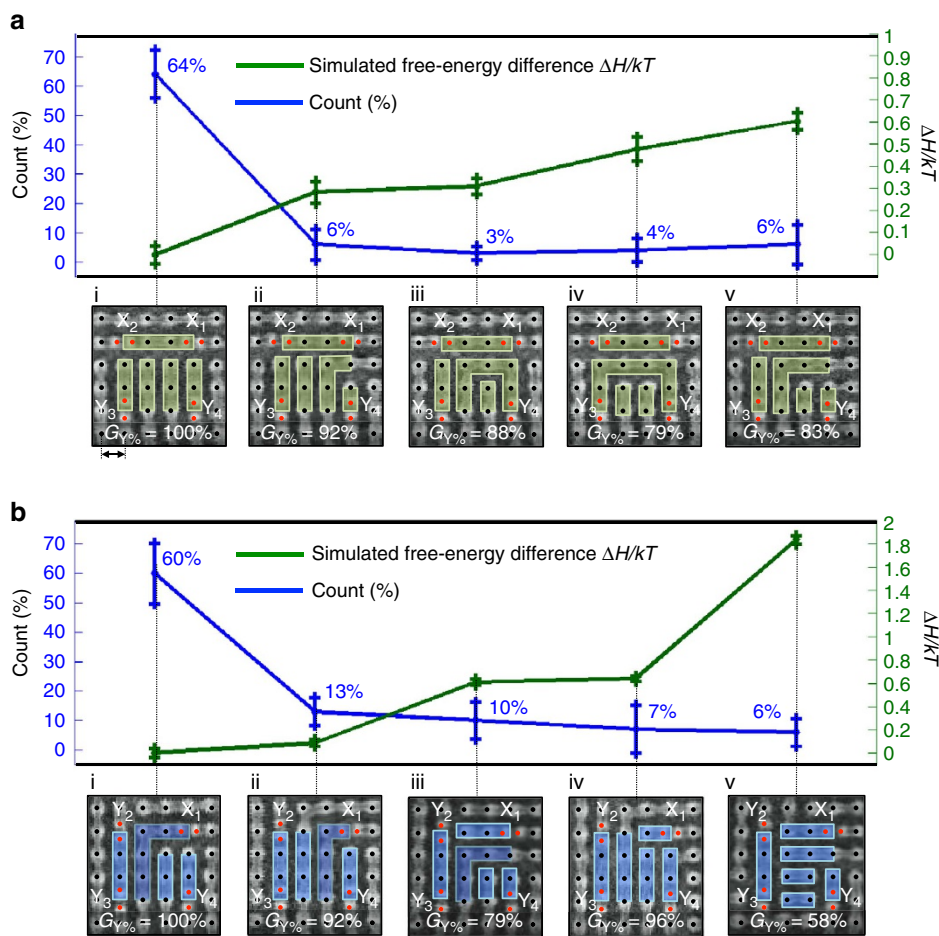 a
Simulated free-energy difference ΔH/kT
Count (%)
Count (%)
70
60
50
40
30
20
10
0
64%
6%
3%
4%
6%
1
0.9
0.8
0.7
0.6
0.5
0.4
0.3
0.2
0.1
0
ΔH/kT
i
ii
iii
iv
v
X2 X1
Y3 Y4
GY% = 100%
X2 X1
Y3 Y4
GY% = 92%
X2 X1
Y3 Y4
GY% = 88%
X2 X1
Y3 Y4
GY% = 79%
X2 X1
Y3 Y4
GY% = 83%
b
Simulated free-energy difference ΔH/kT
Count (%)
Count (%)
70
60
50
40
30
20
10
0
60%
13%
10%
7%
6%
2
1.8
1.6
1.4
1.2
1
0.8
0.6
0.4
0.2
0
ΔH/kT
i
ii
iii
iv
v
Y2 X1
Y3 Y4
GY% = 100%
Y2 X1
Y3 Y4
GY% = 92%
Y2 X1
Y3 Y4
GY% = 79%
Y2 X1
Y3 Y4
GY% = 96%
Y2 X1
Y3 Y4
GY% = 58%